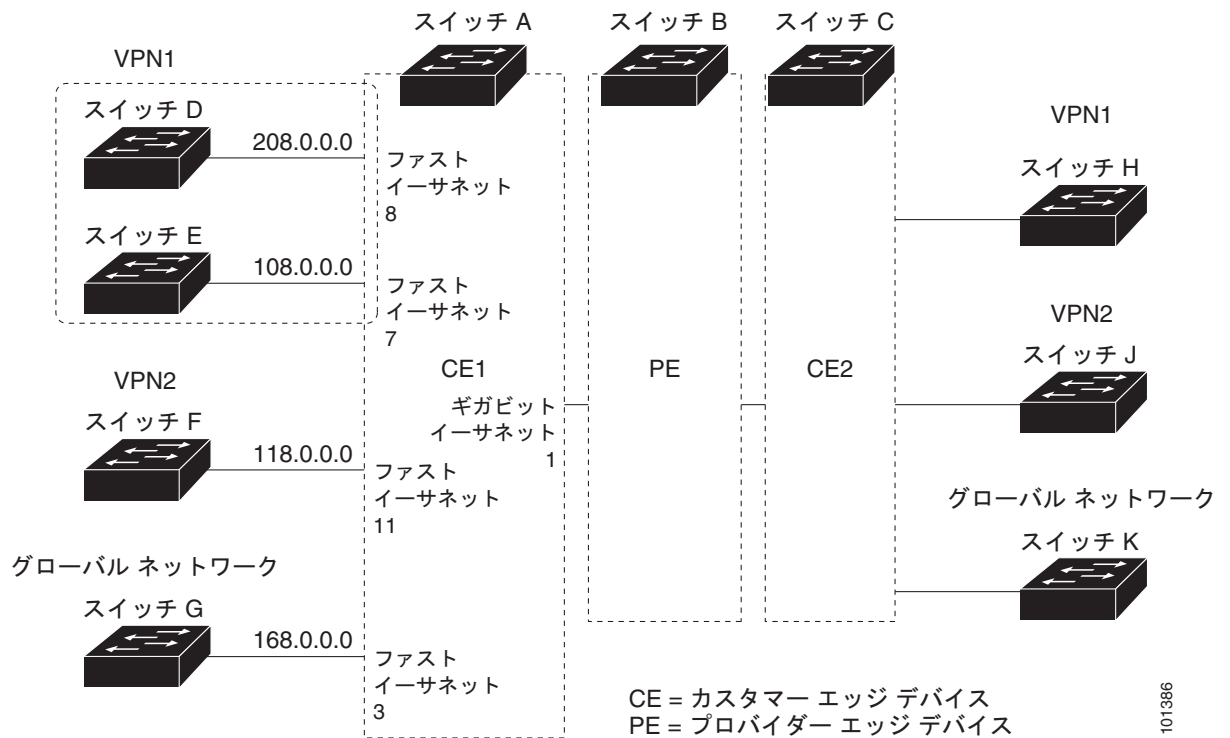 スイッチ A
スイッチ B
スイッチ C
VPN1
スイッチ D
208.0.0.0
ファスト
イーサネット
8
スイッチ E
108.0.0.0
ファスト
イーサネット
7
VPN2
スイッチ F
118.0.0.0
ファスト
イーサネット
11
グローバル ネットワーク
スイッチ G
168.0.0.0
ファスト
イーサネット
3
CE1
ギガビット
イーサネット
1
PE
CE2
VPN1
スイッチ H
VPN2
スイッチ J
グローバル ネットワーク
スイッチ K
CE = カスタマー エッジ デバイス
PE = プロバイダー エッジ デバイス
101386